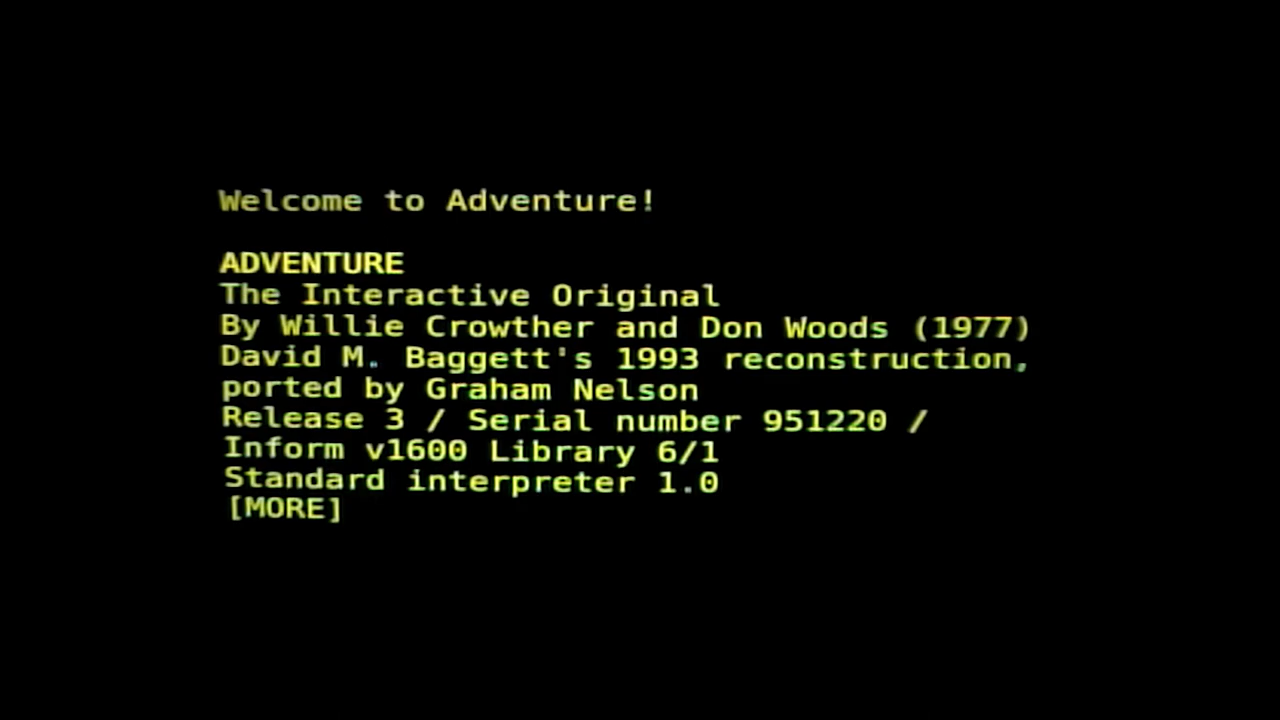 Welcome to Adventure!
ADVENTURE
The Interactive Original
By Willie Crowther and Don Woods (1977)
David M. Baggett's 1993 reconstruction,
ported by Graham Nelson
Release 3 / Serial number 951220 /
Inform v1600 Library 6/1
Standard interpreter 1.0
[MORE]